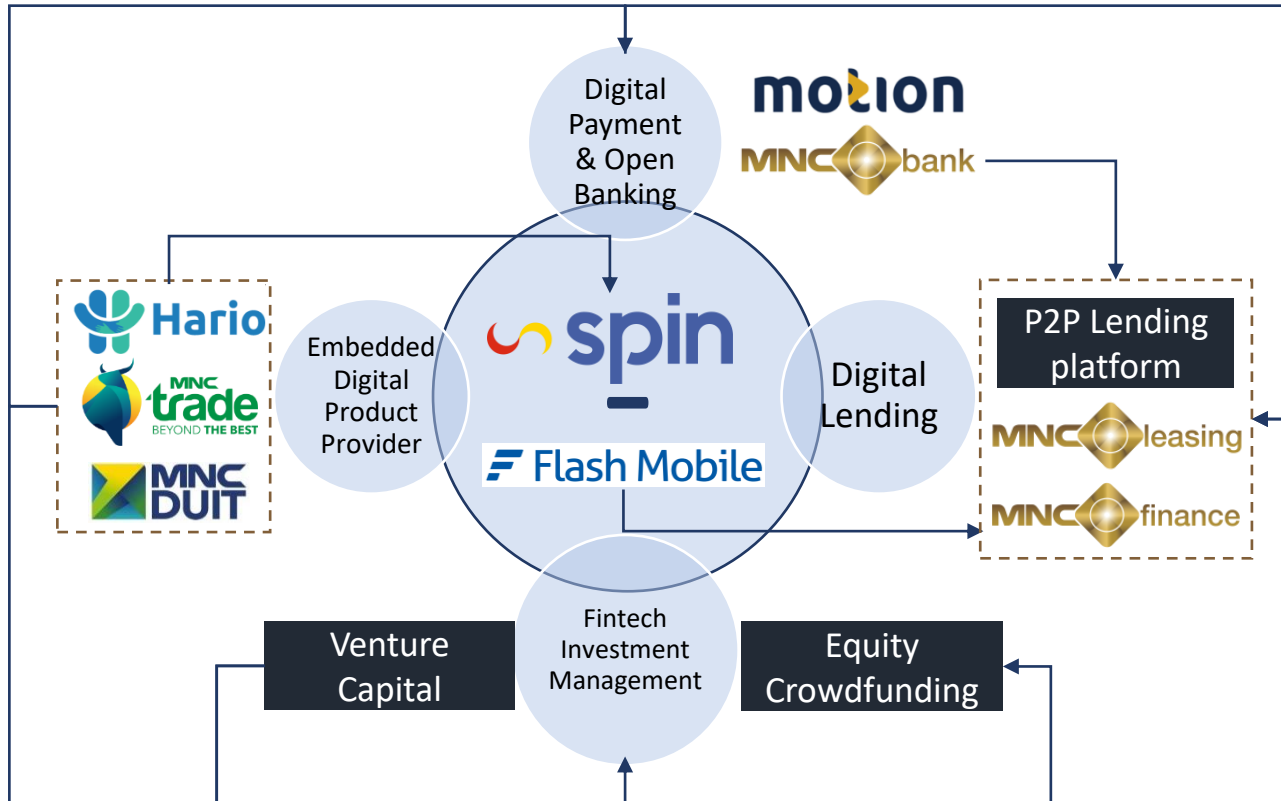 Digital
Payment
& Open
Banking
motion
MNC bank
Hario
MNC
trade
BEYOND THE BEST
MNC
DUIT
Embedded
Digital
Product
Provider
spin
Flash Mobile
Digital
Lending
P2P Lending
platform
MNC leasing
MNC finance
Venture
Capital
Fintech
Investment
Management
Equity
Crowdfunding